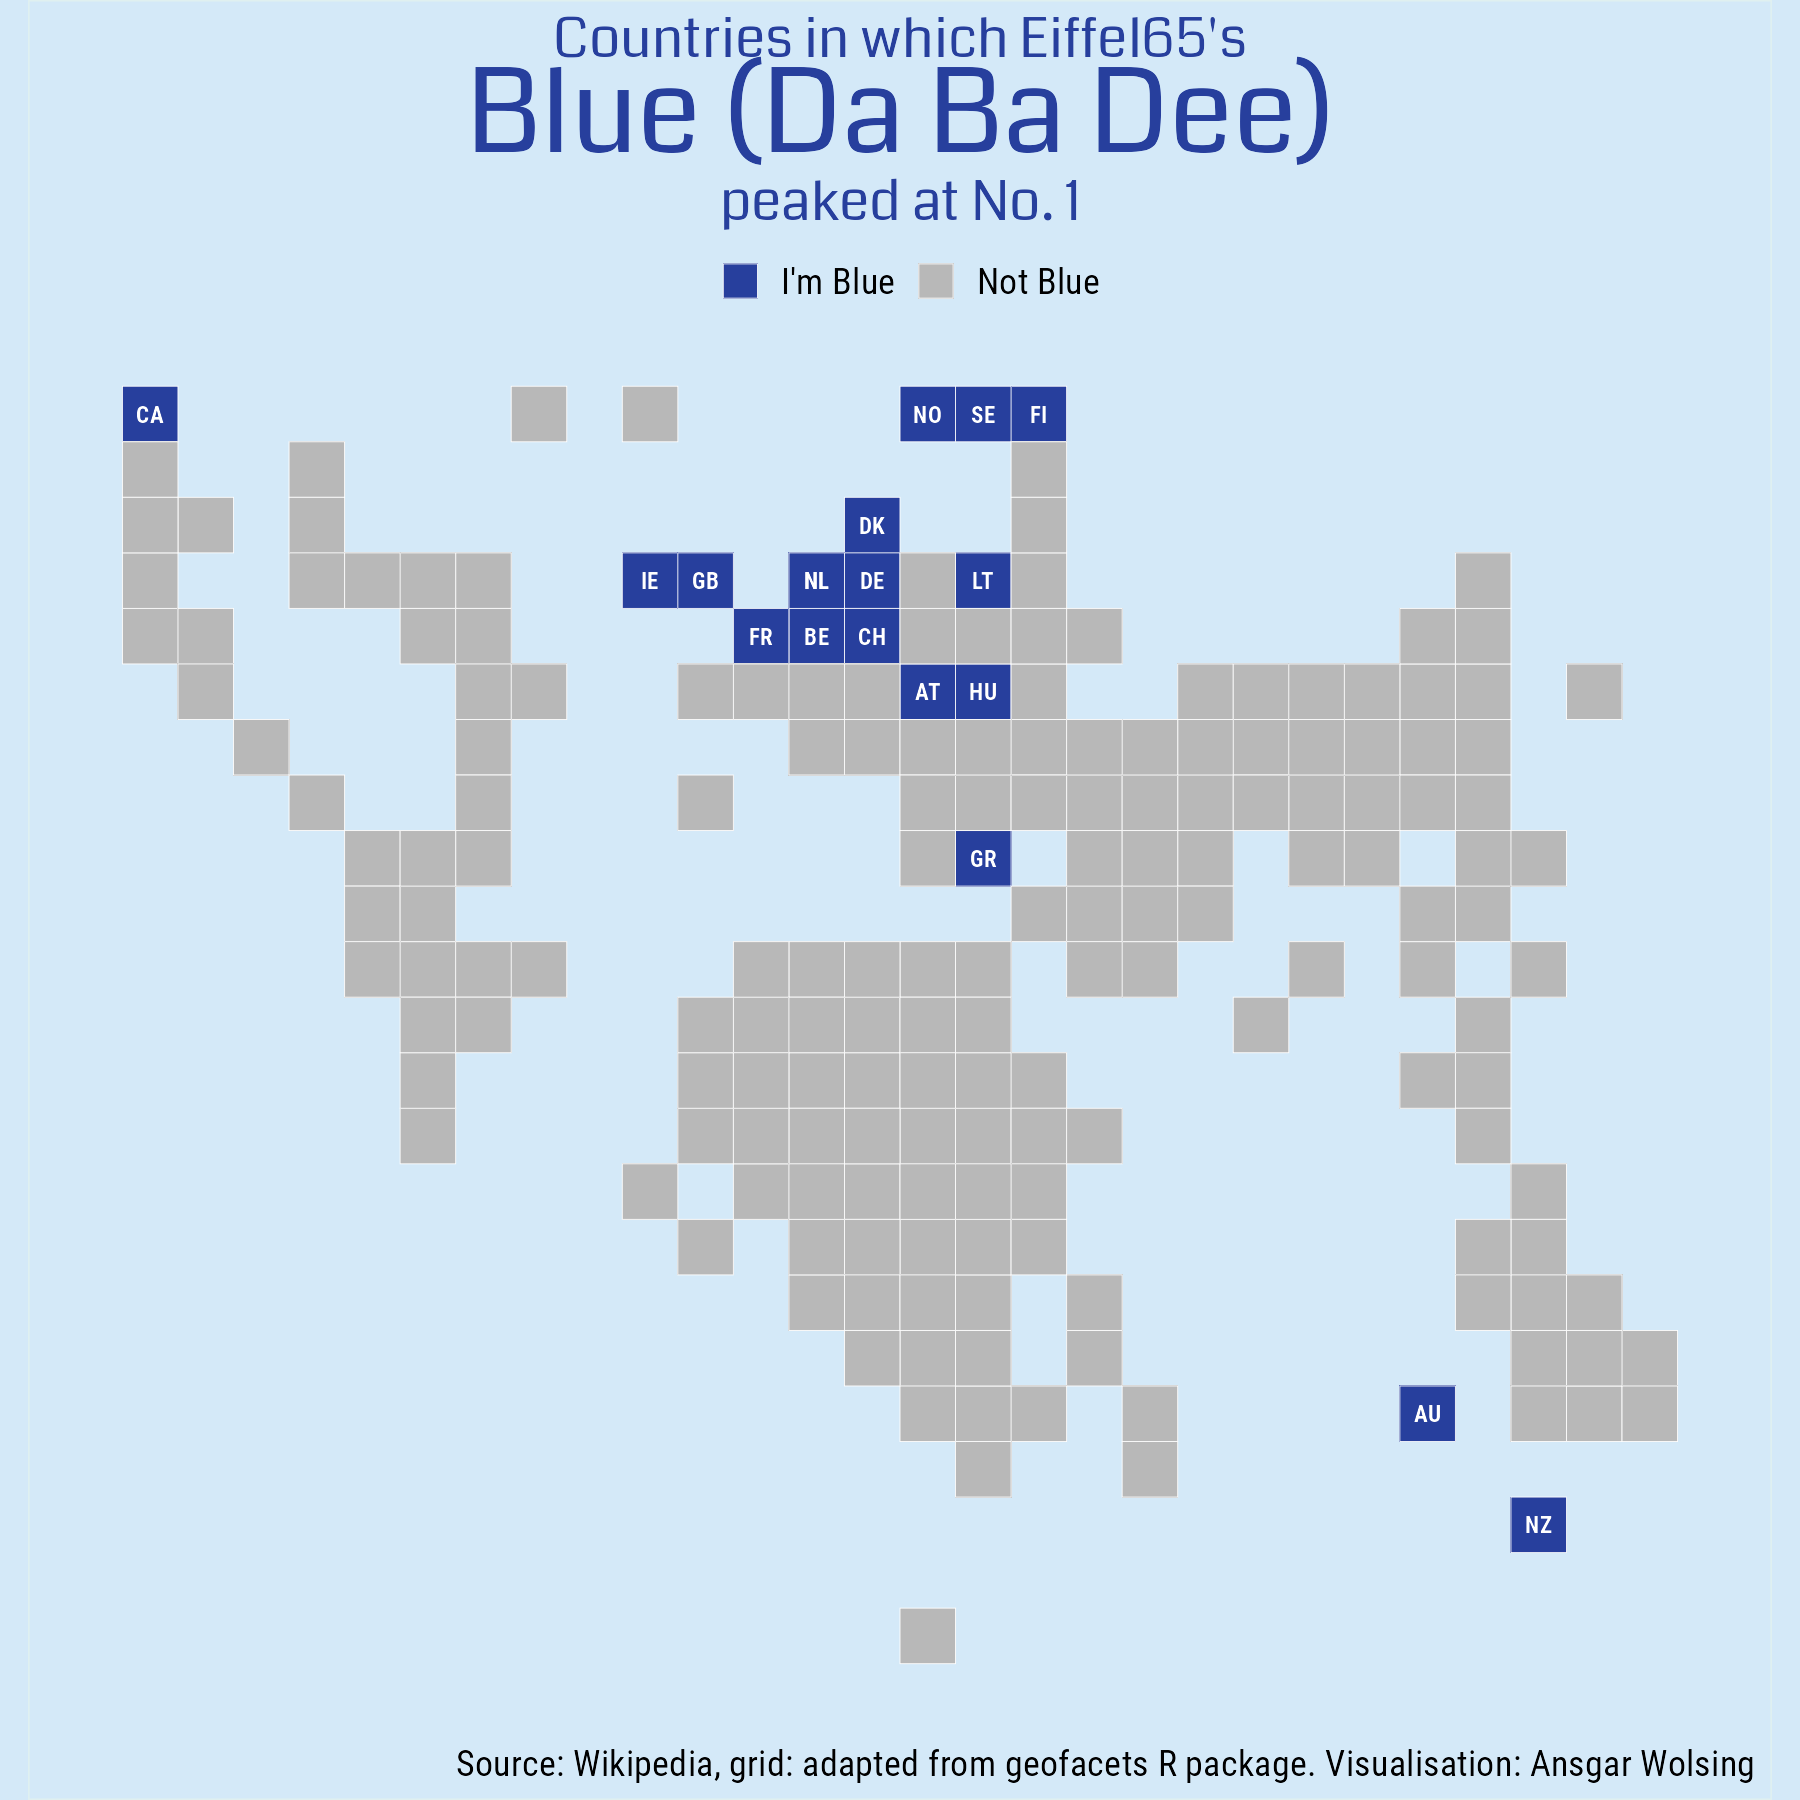 Countries in which Eiffel65's
Blue (Da Ba Dee)
peaked at No. 1
I'm Blue Not Blue
CA NO SE FI
DK
IE GB NL DE LT
FR BE CH
AT HU
GR
AU
NZ
Source: Wikipedia, grid: adapted from geofacets R package. Visualisation: Ansgar Wolsing